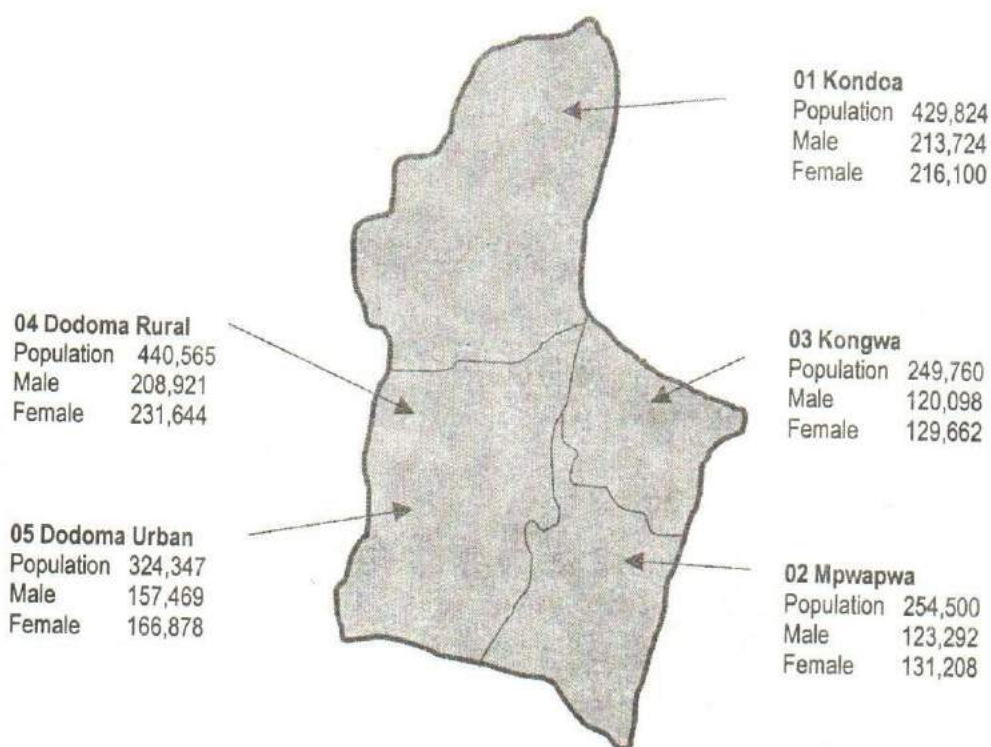 01 Kondoa
Population 429,824
Male 213,724
Female 216,100
04 Dodoma Rural
Population 440,565
Male 208,921
Female 231,644
03 Kongwa
Population 249,760
Male 120,098
Female 129,662
05 Dodoma Urban
Population 324,347
Male 157,469
Female 166,878
02 Mpwapwa
Population 254,500
Male 123,292
Female 131,208